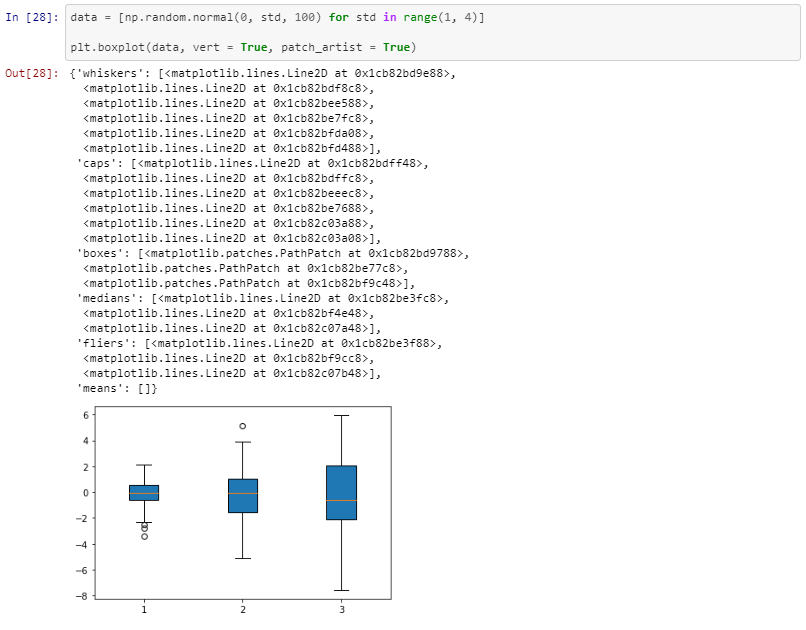 In [28]: data = [np.random.normal(0, std, 100) for std in range(1, 4)]
plt.boxplot(data, vert = True, patch_artist = True)
Out[28]: {'whiskers': [<matplotlib.lines.Line2D at 0x1cb82bd9e88>,
<matplotlib.lines.Line2D at 0x1cb82bdf8c8>,
<matplotlib.lines.Line2D at 0x1cb82bee588>,
<matplotlib.lines.Line2D at 0x1cb82be7fc8>,
<matplotlib.lines.Line2D at 0x1cb82bfda08>,
<matplotlib.lines.Line2D at 0x1cb82bfd488>],
'caps': [<matplotlib.lines.Line2D at 0x1cb82bdff48>,
<matplotlib.lines.Line2D at 0x1cb82bdffc8>,
<matplotlib.lines.Line2D at 0x1cb82beeec8>,
<matplotlib.lines.Line2D at 0x1cb82be7688>,
<matplotlib.lines.Line2D at 0x1cb82c03a88>,
<matplotlib.lines.Line2D at 0x1cb82c03a08>],
'boxes': [<matplotlib.patches.PathPatch at 0x1cb82bd9788>,
<matplotlib.patches.PathPatch at 0x1cb82be77c8>,
<matplotlib.patches.PathPatch at 0x1cb82bf9c48>],
'medians': [<matplotlib.lines.Line2D at 0x1cb82be3fc8>,
<matplotlib.lines.Line2D at 0x1cb82bf4e48>,
<matplotlib.lines.Line2D at 0x1cb82c07a48>],
'fliers': [<matplotlib.lines.Line2D at 0x1cb82be3f88>,
<matplotlib.lines.Line2D at 0x1cb82bf9cc8>,
<matplotlib.lines.Line2D at 0x1cb82c07b48>],
'means': []}
6
4
2
0
−2
−4
−6
−8
1 2 3